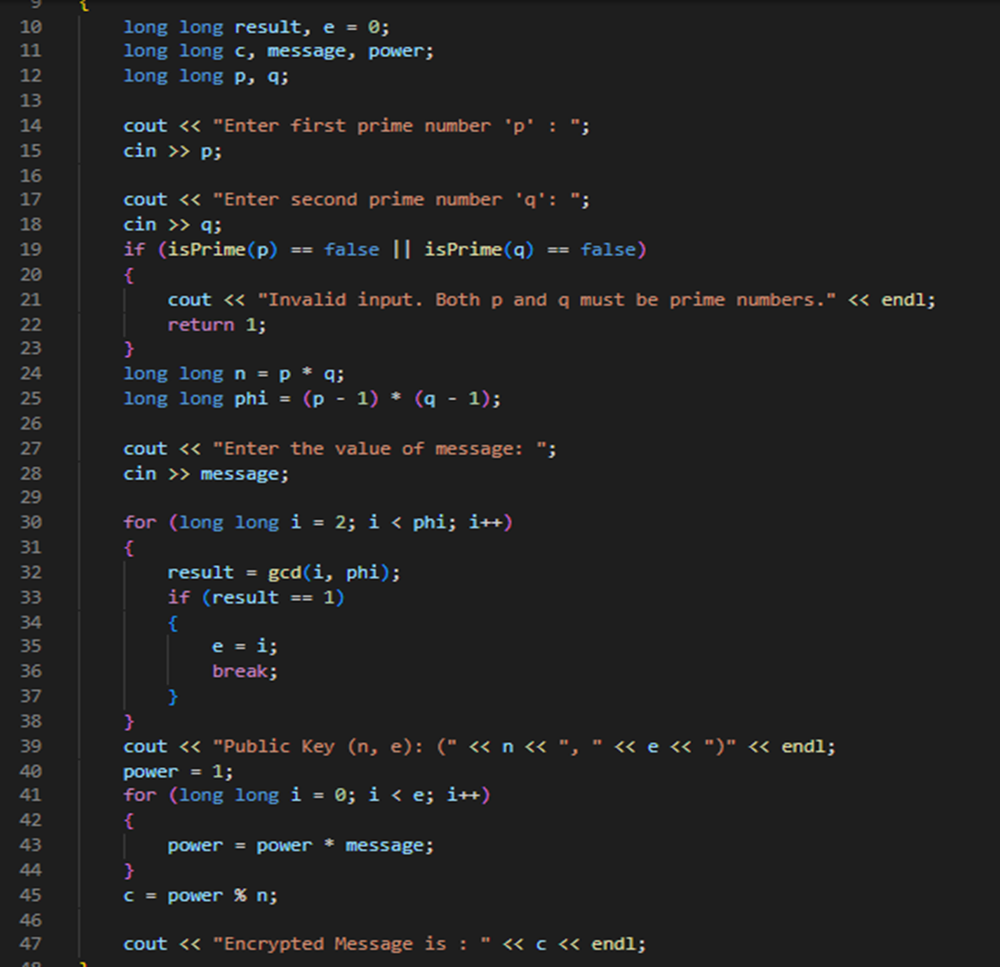 9 {
10 long long result, e = 0;
11 long long c, message, power;
12 long long p, q;
13
14 cout << "Enter first prime number 'p' : ";
15 cin >> p;
16
17 cout << "Enter second prime number 'q': ";
18 cin >> q;
19 if (isPrime(p) == false || isPrime(q) == false)
20 {
21 cout << "Invalid input. Both p and q must be prime numbers." << endl;
22 return 1;
23 }
24 long long n = p * q;
25 long long phi = (p - 1) * (q - 1);
26
27 cout << "Enter the value of message: ";
28 cin >> message;
29
30 for (long long i = 2; i < phi; i++)
31 {
32 result = gcd(i, phi);
33 if (result == 1)
34 {
35 e = i;
36 break;
37 }
38 }
39 cout << "Public Key (n, e): (" << n << ", " << e << ")" << endl;
40 power = 1;
41 for (long long i = 0; i < e; i++)
42 {
43 power = power * message;
44 }
45 c = power % n;
46
47 cout << "Encrypted Message is : " << c << endl;
48 }